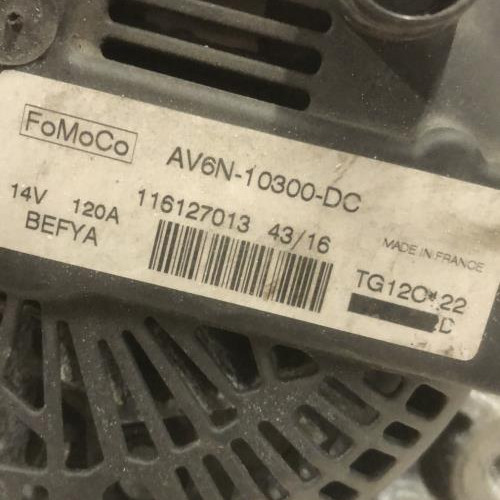 FoMoCo
AV6N-10300-DC
14V 120A
116127013 43/16
BEFYA
MADE IN FRANCE
TG12C*22